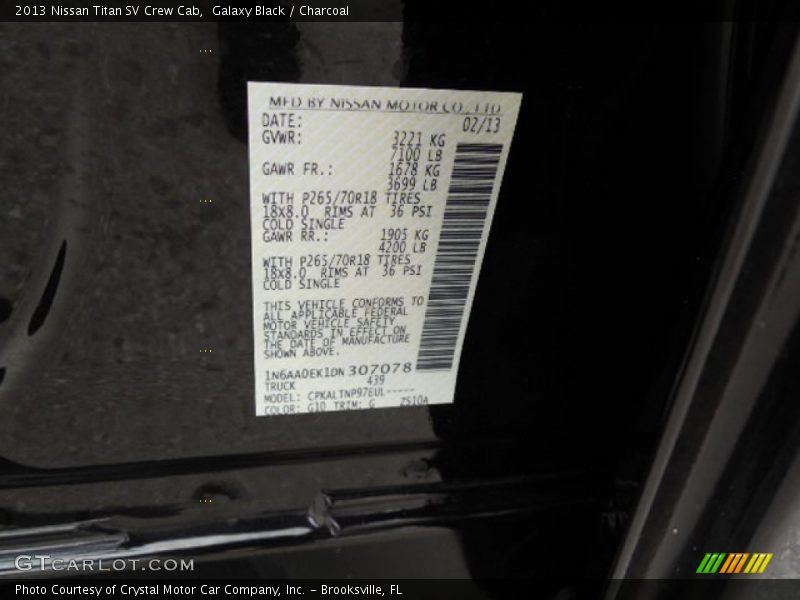 2013 Nissan Titan SV Crew Cab, Galaxy Black / Charcoal
MFD BY NISSAN MOTOR CO., LTD
DATE: 02/13
GVWR: 3221 KG
7100 LB
GAWR FR.: 1678 KG
3699 LB
WITH P265/70R18 TIRES
18X8.0 RIMS AT 36 PSI
COLD SINGLE
GAWR RR.: 1905 KG
4200 LB
WITH P265/70R18 TIRES
18X8.0 RIMS AT 36 PSI
COLD SINGLE
THIS VEHICLE CONFORMS TO
ALL APPLICABLE FEDERAL
MOTOR VEHICLE SAFETY
STANDARDS IN EFFECT ON
THE DATE OF MANUFACTURE
SHOWN ABOVE.
1N6AA0EK1DN307078
TRUCK 439
MODEL: CPKALTNP97EUL-----
COLOR: G10 TRIM: G ZS10A
GTCARLOT.COM
Photo Courtesy of Crystal Motor Car Company, Inc. – Brooksville, FL